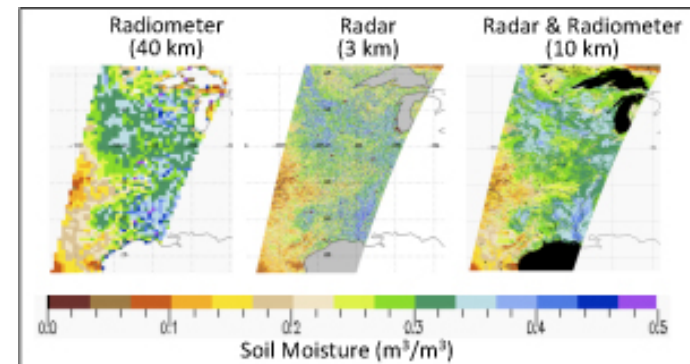 Radiometer
(40 km)
Radar
(3 km)
Radar & Radiometer
(10 km)
0.0 0.1 0.2 0.3 0.4 0.5
Soil Moisture (m³/m³)